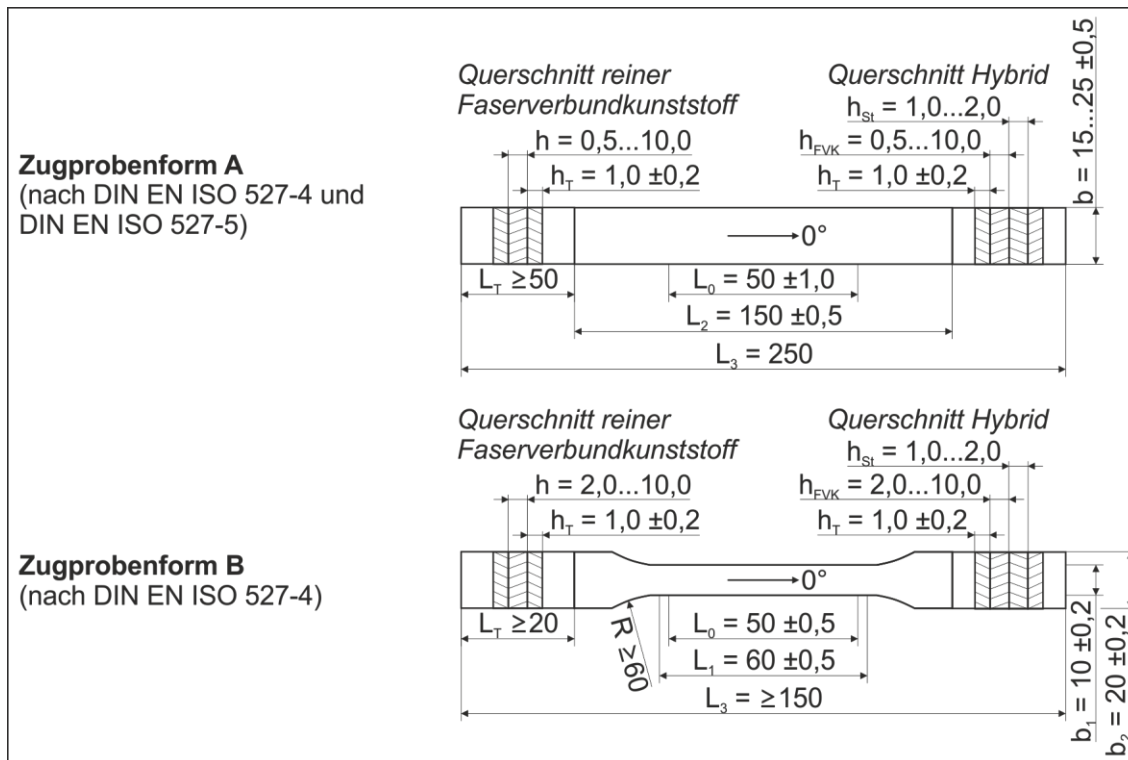 Zugprobenform A
(nach DIN EN ISO 527-4 und
DIN EN ISO 527-5)
Querschnitt reiner
Faserverbundkunststoff
h = 0,5...10,0
h_T = 1,0 ±0,2
Querschnitt Hybrid
h_St = 1,0...2,0
h_FVK = 0,5...10,0
h_T = 1,0 ±0,2
b = 15...25 ±0,5
0°
L_T ≥50
L_0 = 50 ±1,0
L_2 = 150 ±0,5
L_3 = 250
Zugprobenform B
(nach DIN EN ISO 527-4)
Querschnitt reiner
Faserverbundkunststoff
h = 2,0...10,0
h_T = 1,0 ±0,2
Querschnitt Hybrid
h_St = 1,0...2,0
h_FVK = 2,0...10,0
h_T = 1,0 ±0,2
0°
L_T ≥20
R ≥60
L_0 = 50 ±0,5
L_1 = 60 ±0,5
L_3 = ≥150
b_1 = 10 ±0,2
b_2 = 20 ±0,2